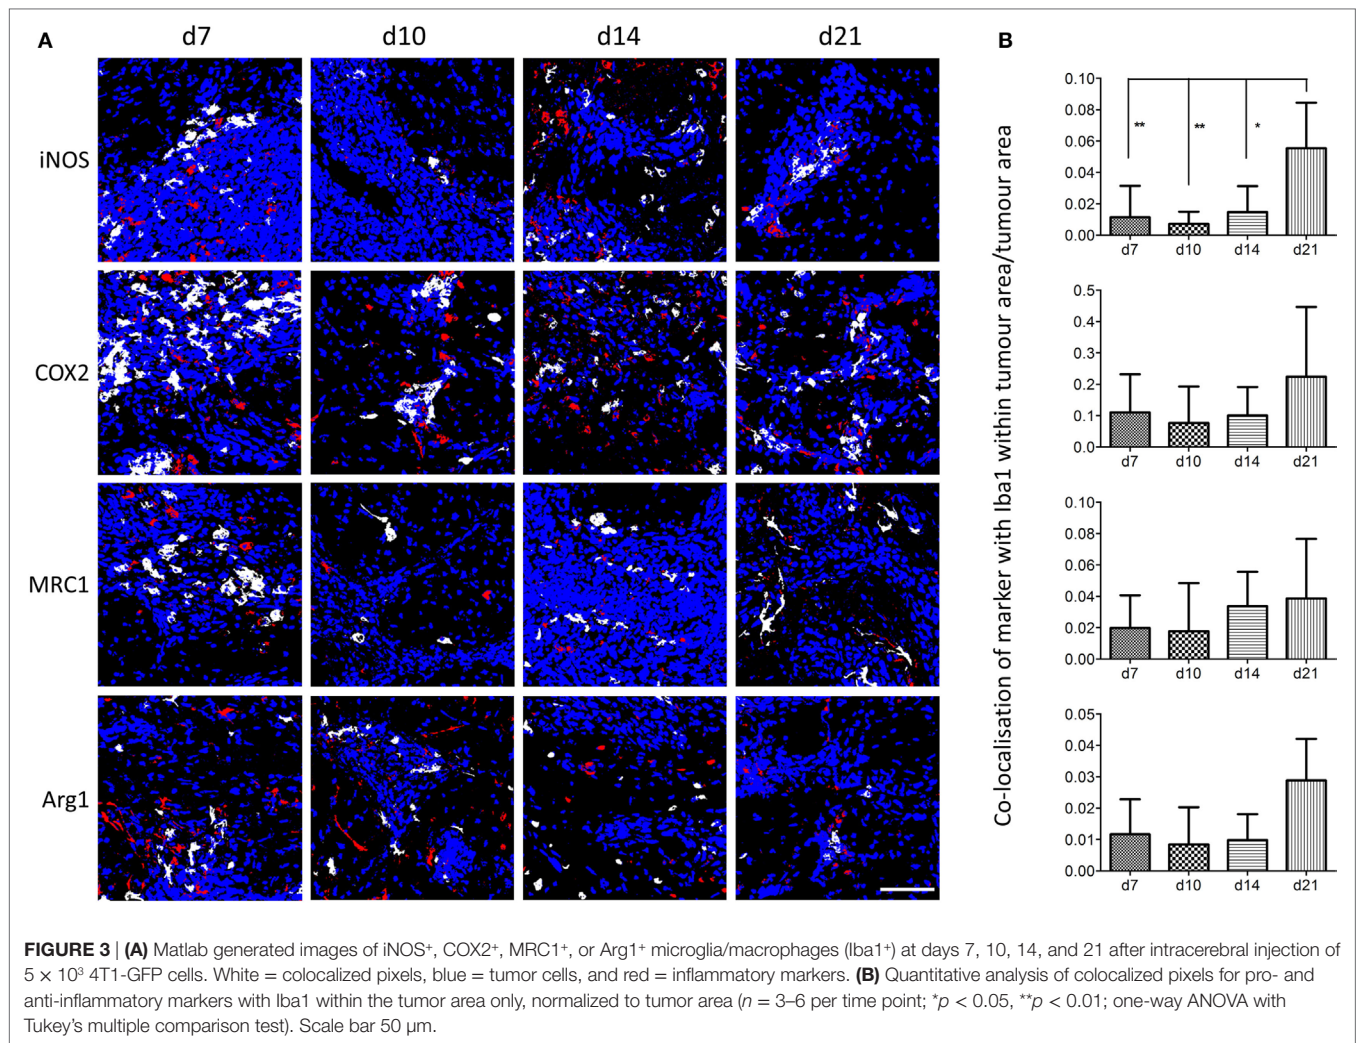 A
d7
d10
d14
d21
iNOS
COX2
MRC1
Arg1
B
Co-localisation of marker with Iba1 within tumour area/tumour area
0.10
0.08
0.06
0.04
0.02
0.00
**
**
*
d7
d10
d14
d21
0.5
0.4
0.3
0.2
0.1
0.0
d7
d10
d14
d21
0.10
0.08
0.06
0.04
0.02
0.00
d7
d10
d14
d21
0.05
0.04
0.03
0.02
0.01
0.00
d7
d10
d14
d21
FIGURE 3 | (A) Matlab generated images of iNOS⁺, COX2⁺, MRC1⁺, or Arg1⁺ microglia/macrophages (Iba1⁺) at days 7, 10, 14, and 21 after intracerebral injection of
5 × 10³ 4T1-GFP cells. White = colocalized pixels, blue = tumor cells, and red = inflammatory markers. (B) Quantitative analysis of colocalized pixels for pro- and
anti-inflammatory markers with Iba1 within the tumor area only, normalized to tumor area (n = 3–6 per time point; *p < 0.05, **p < 0.01; one-way ANOVA with
Tukey's multiple comparison test). Scale bar 50 µm.